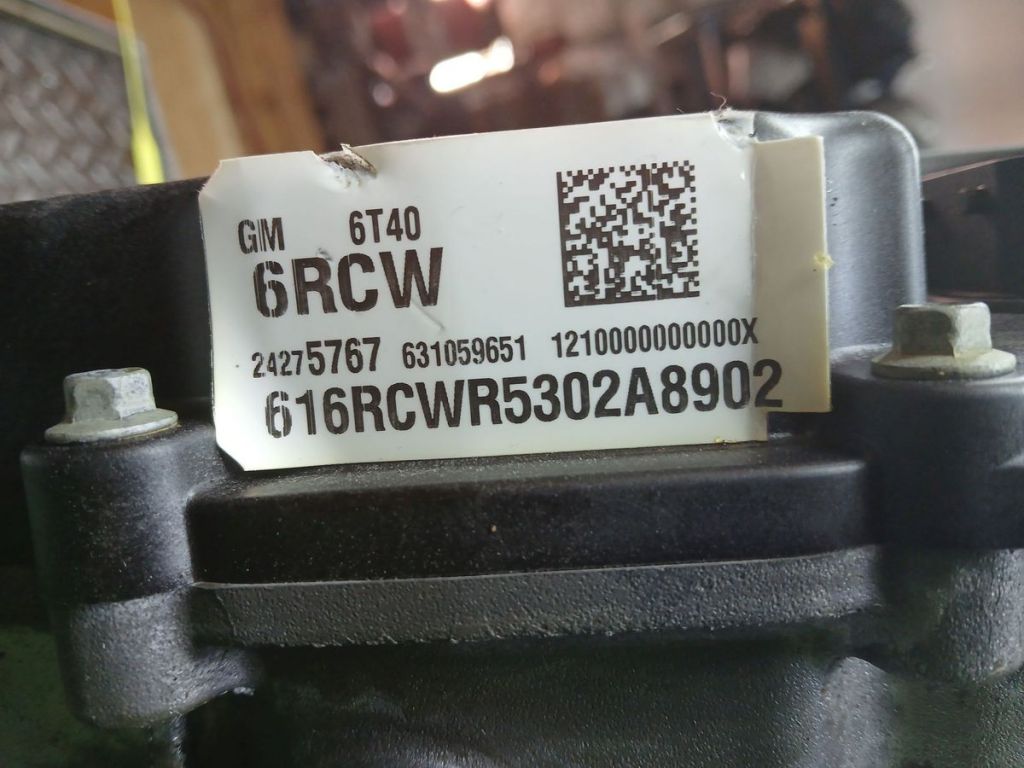 GM 6T40
6RCW
24275767 631059651 1210000000000X
616RCWR5302A8902